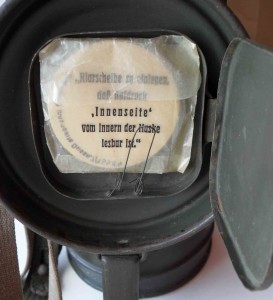 „Klarscheibe so einlegen,
daß Aufdruck
„Innenseite“
vom Innern der Maske
lesbar ist.“